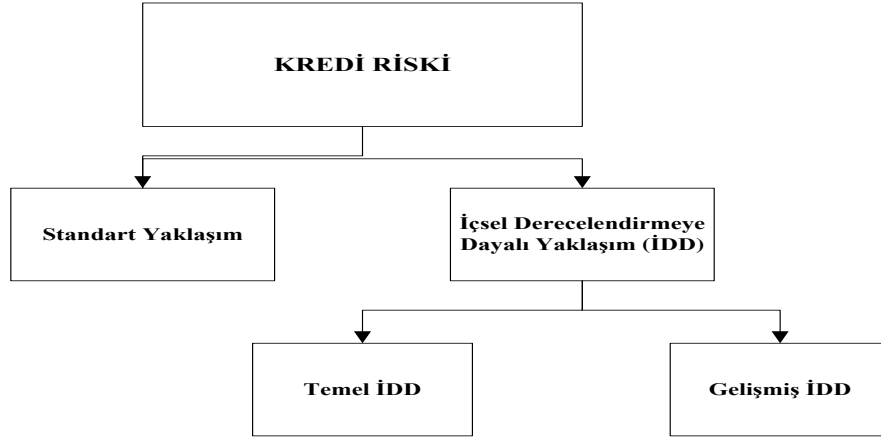 KREDİ RİSKİ
Standart Yaklaşım
İçsel Derecelendirmeye
Dayalı Yaklaşım (İDD)
Temel İDD
Gelişmiş İDD